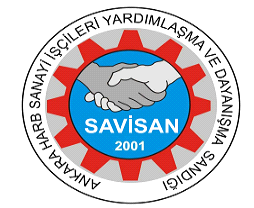 ANKARA HARB SANAYİ İŞÇİLERİ YARDIMLAŞMA VE DAYANIŞMA SANDIĞI
SAVİSAN
2001